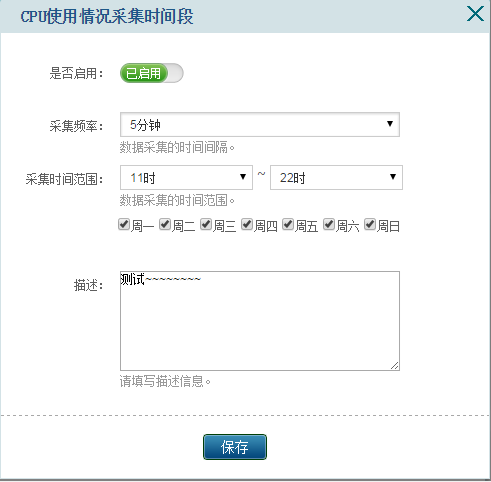 CPU使用情况采集时间段
是否启用： 已启用
采集频率： 5分钟
数据采集的时间间隔。
采集时间范围： 11时 ~ 22时
数据采集的时间范围。
周一 周二 周三 周四 周五 周六 周日
描述： 测试~~~~~~~~
请填写描述信息。
保存